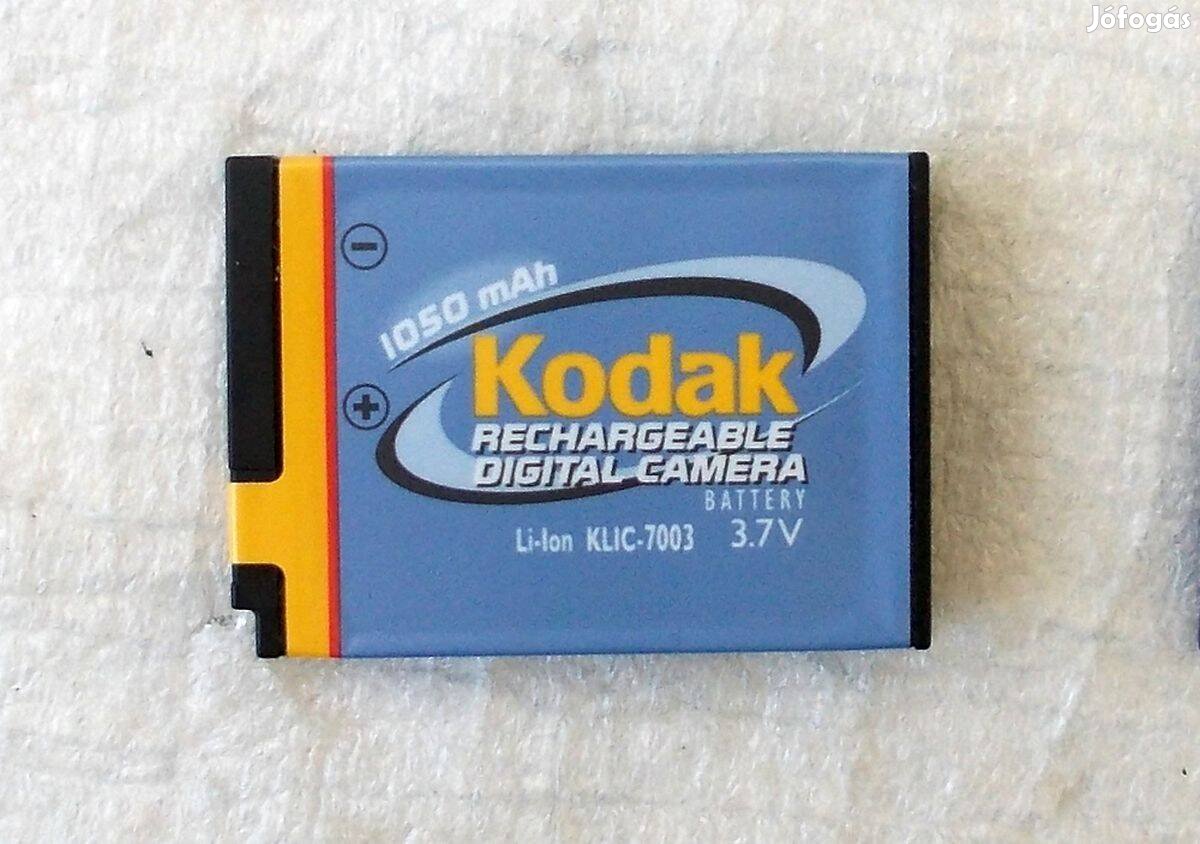 Jófogás
−
1050 mAh
+
Kodak
RECHARGEABLE
DIGITAL CAMERA
BATTERY
Li-Ion KLIC-7003 3.7V